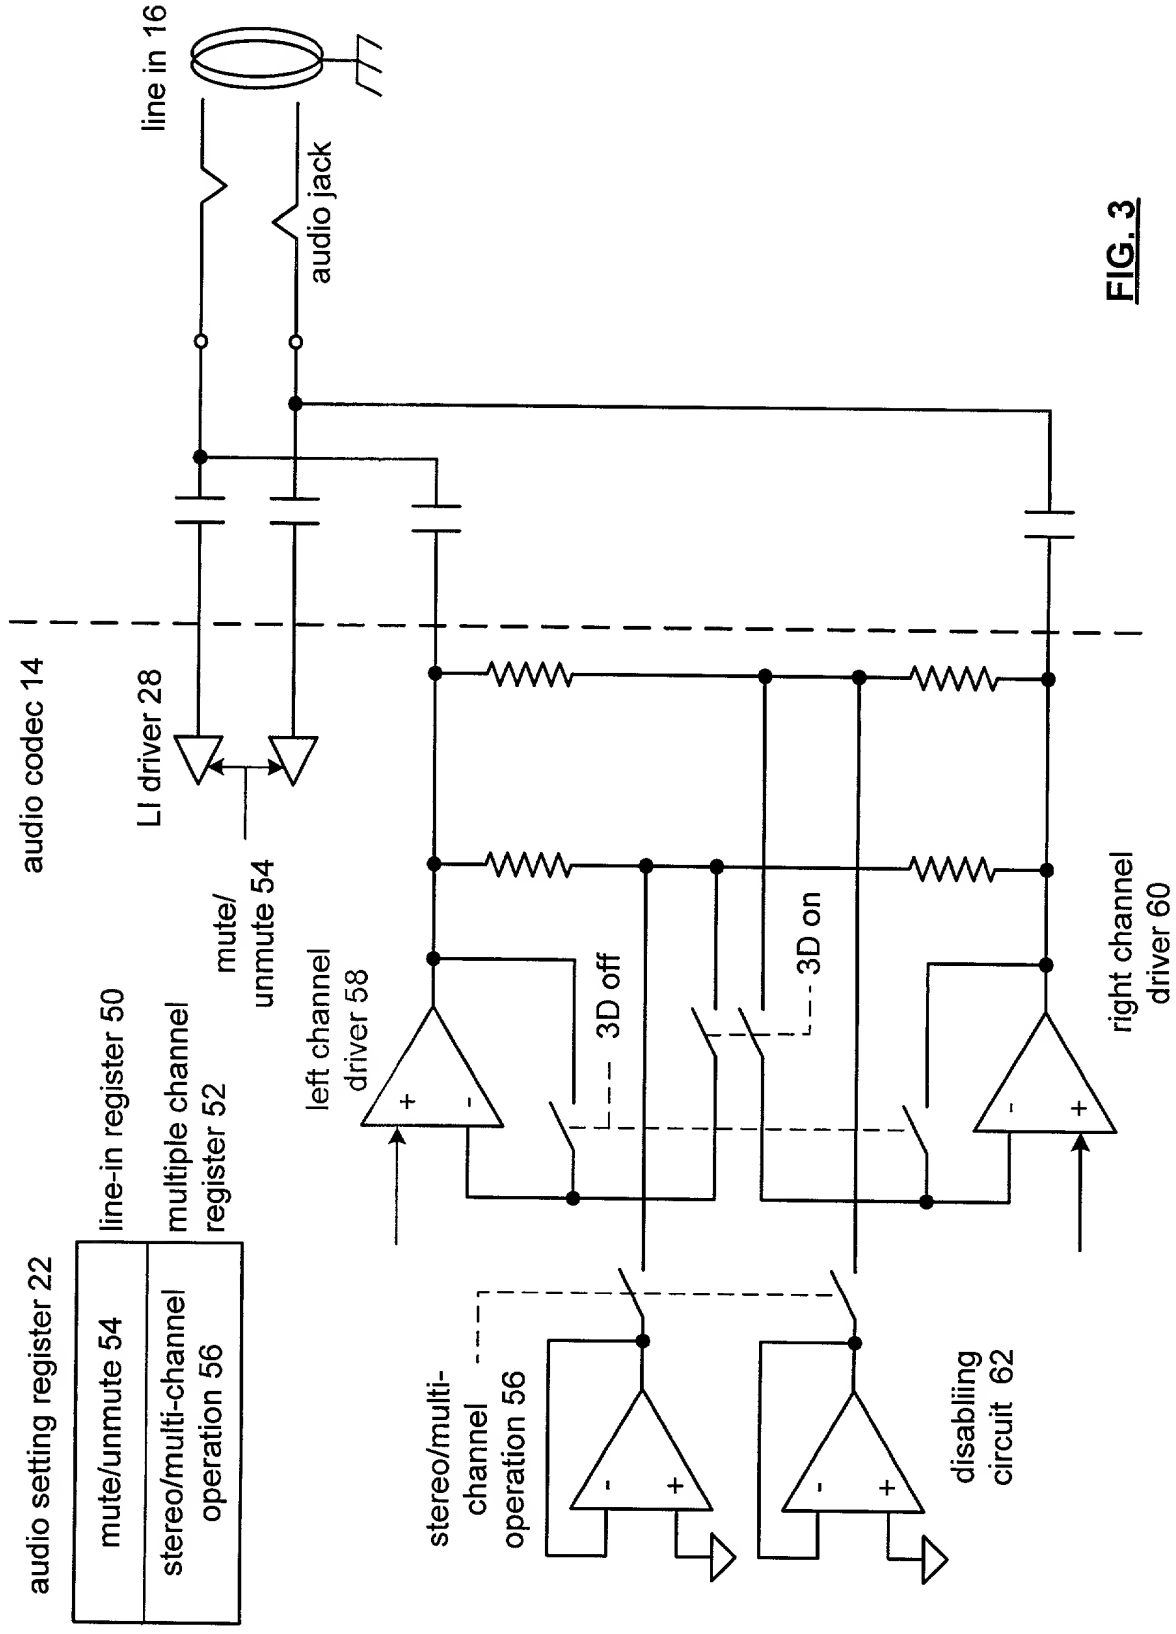 audio setting register 22
mute/unmute 54
stereo/multi-channel
operation 56
line-in register 50
multiple channel
register 52
audio codec 14
mute/
unmute 54
LI driver 28
line in 16
audio jack
left channel
driver 58
3D off
3D on
stereo/multi-
channel
operation 56
+
-
-
+
-
+
-
+
disabliing
circuit 62
right channel
driver 60
FIG. 3